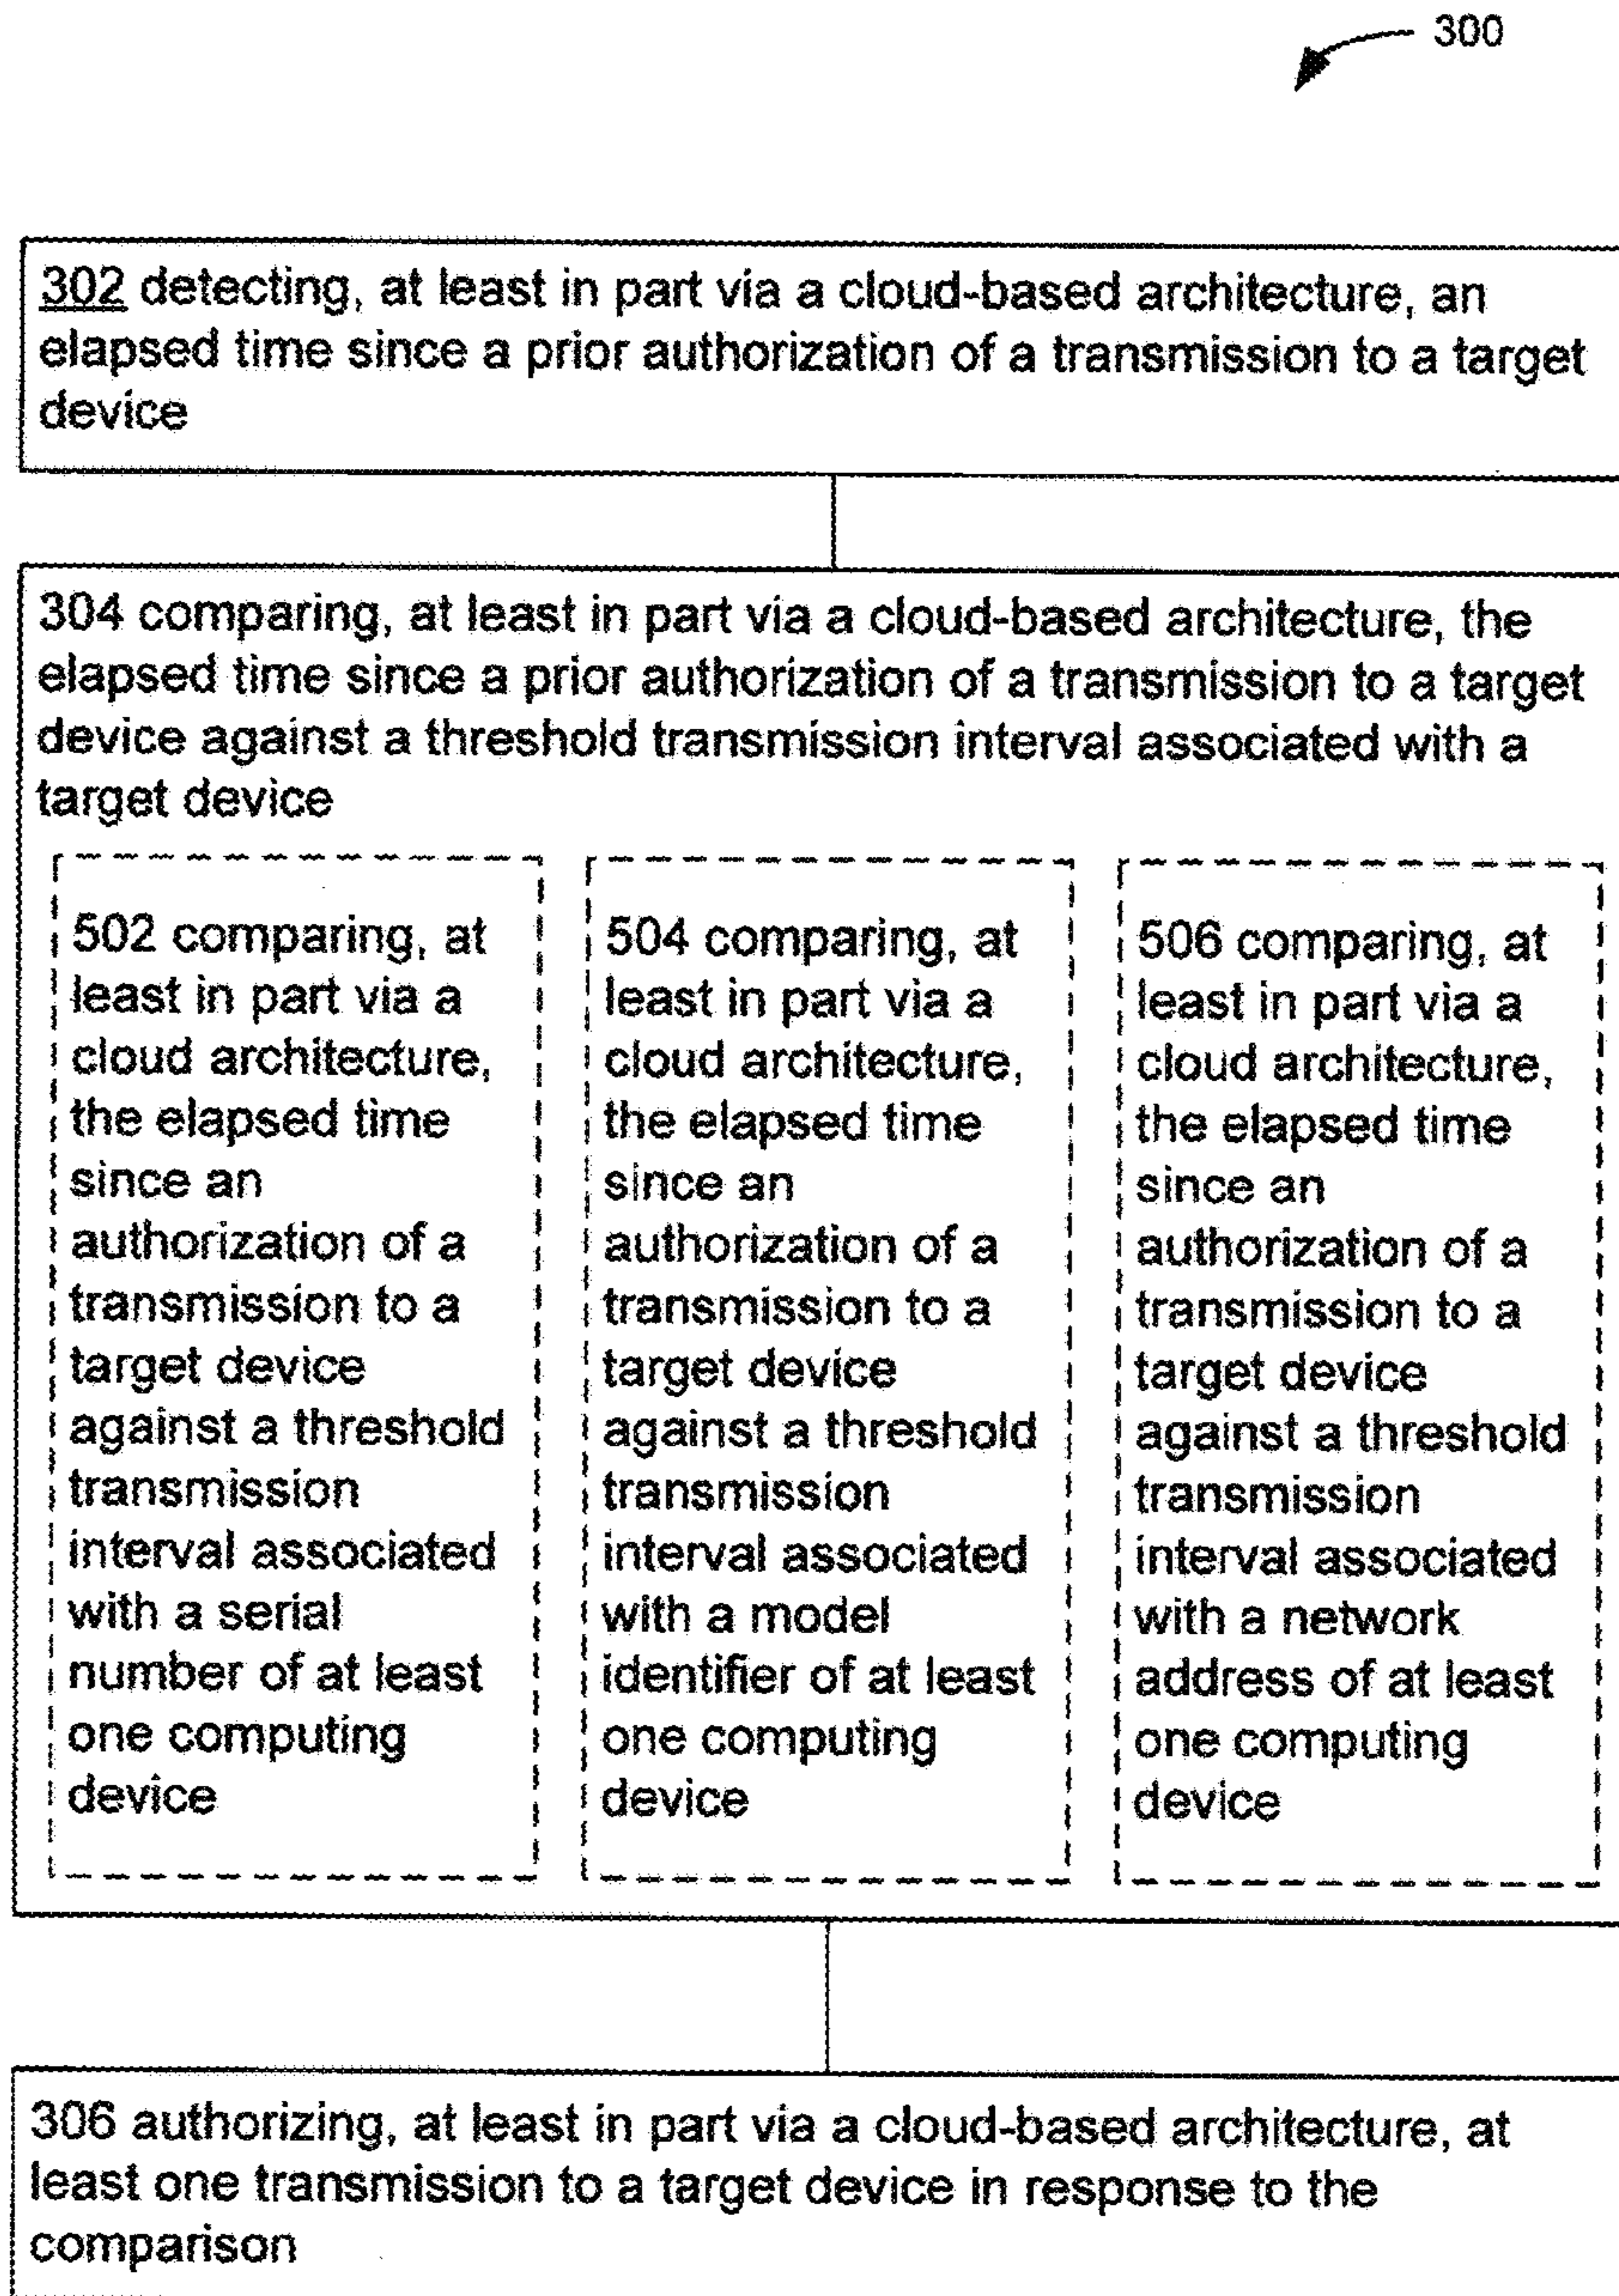 300
302 detecting, at least in part via a cloud-based architecture, an
elapsed time since a prior authorization of a transmission to a target
device
304 comparing, at least in part via a cloud-based architecture, the
elapsed time since a prior authorization of a transmission to a target
device against a threshold transmission interval associated with a
target device
502 comparing, at
least in part via a
cloud architecture,
the elapsed time
since an
authorization of a
transmission to a
target device
against a threshold
transmission
interval associated
with a serial
number of at least
one computing
device
504 comparing, at
least in part via a
cloud architecture,
the elapsed time
since an
authorization of a
transmission to a
target device
against a threshold
transmission
interval associated
with a model
identifier of at least
one computing
device
506 comparing, at
least in part via a
cloud architecture,
the elapsed time
since an
authorization of a
transmission to a
target device
against a threshold
transmission
interval associated
with a network
address of at least
one computing
device
306 authorizing, at least in part via a cloud-based architecture, at
least one transmission to a target device in response to the
comparison